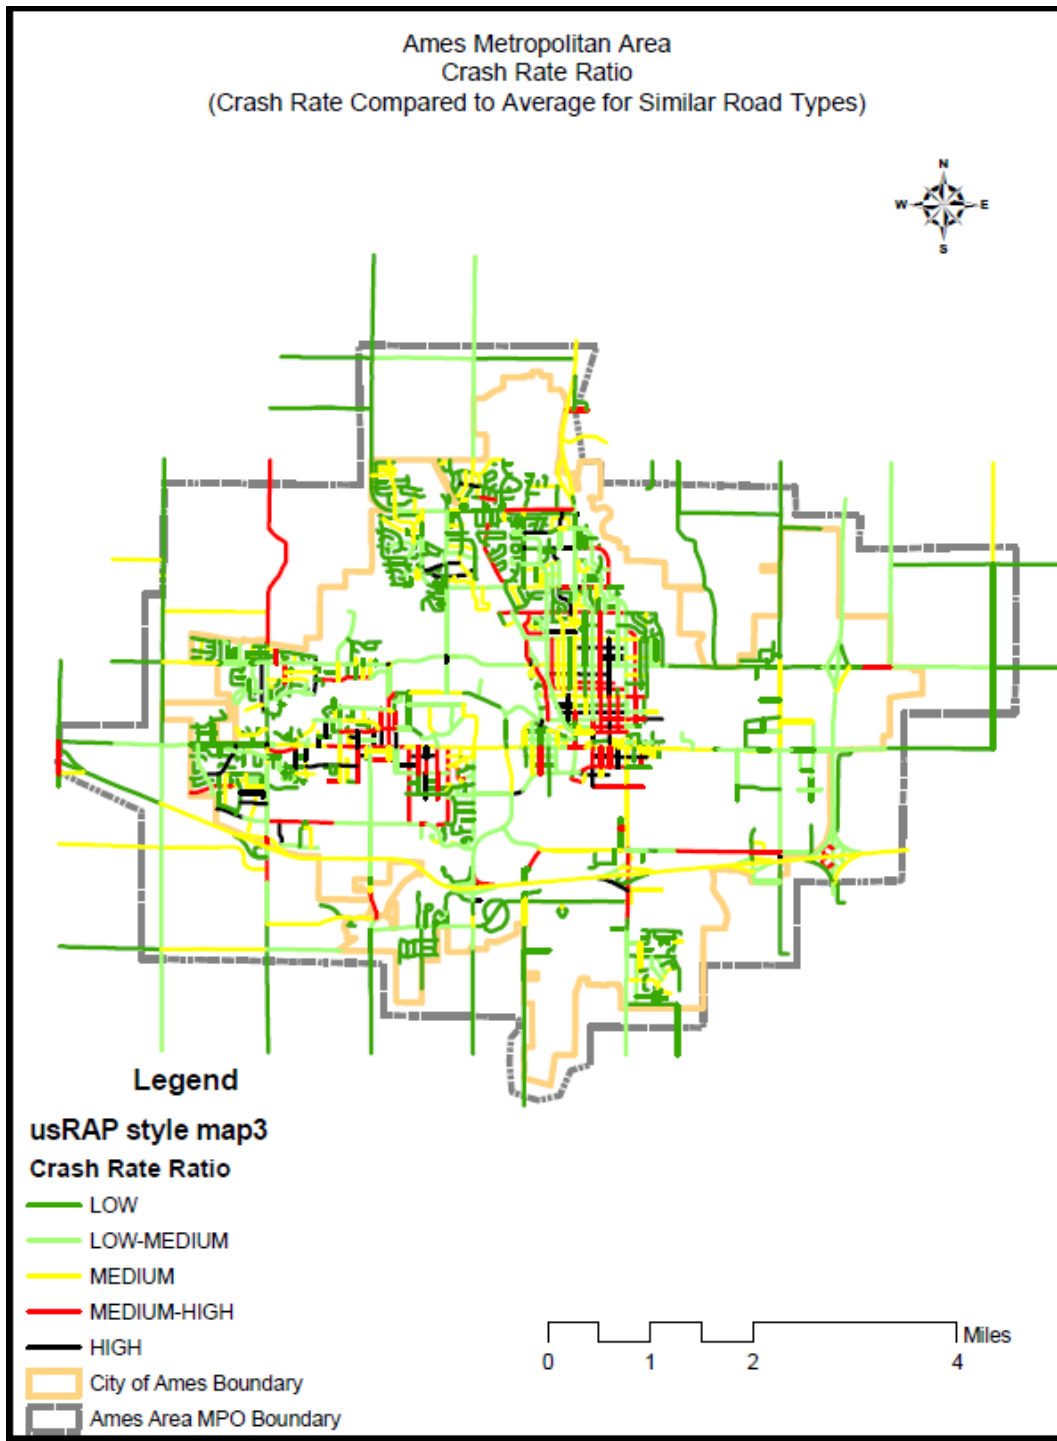 Ames Metropolitan Area
Crash Rate Ratio
(Crash Rate Compared to Average for Similar Road Types)
N
W E
S
Legend
usRAP style map3
Crash Rate Ratio
LOW
LOW-MEDIUM
MEDIUM
MEDIUM-HIGH
HIGH
City of Ames Boundary
Ames Area MPO Boundary
Miles
0 1 2 4